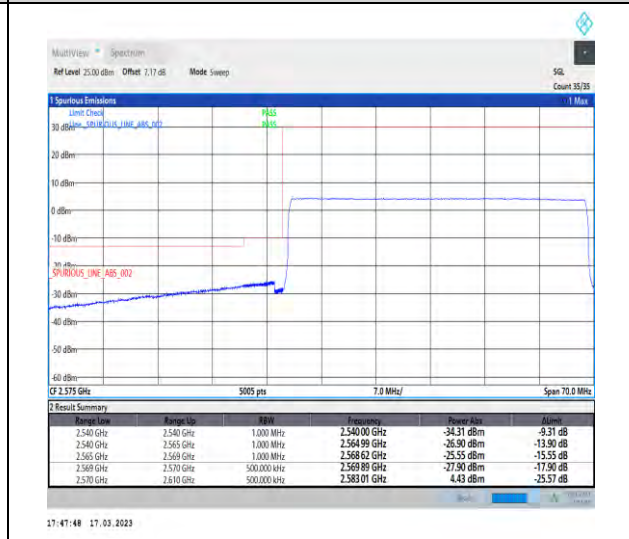 MultiView Spectrum
Ref Level 25.00 dBm Offset 7.17 dB Mode Sweep SGL
Count 35/35
1 Spurious Emissions 1 Max
Limit Check PASS
30 dBm Line _SPURIOUS_LINE_ABS_002 PASS
20 dBm
10 dBm
0 dBm
-10 dBm
-20 dBm
_SPURIOUS_LINE_ABS_002
-30 dBm
-40 dBm
-50 dBm
-60 dBm
CF 2.575 GHz 5005 pts 7.0 MHz/ Span 70.0 MHz
2 Result Summary
Range Low Range Up RBW Frequency Power Abs ΔLimit
2.540 GHz 2.540 GHz 1.000 MHz 2.540 00 GHz -34.31 dBm -9.31 dB
2.540 GHz 2.565 GHz 1.000 MHz 2.564 99 GHz -26.90 dBm -13.90 dB
2.565 GHz 2.569 GHz 1.000 MHz 2.568 62 GHz -25.55 dBm -15.55 dB
2.569 GHz 2.570 GHz 500.000 kHz 2.569 89 GHz -27.90 dBm -17.90 dB
2.570 GHz 2.610 GHz 500.000 kHz 2.583 01 GHz 4.43 dBm -25.57 dB
17:47:48 17.03.2023